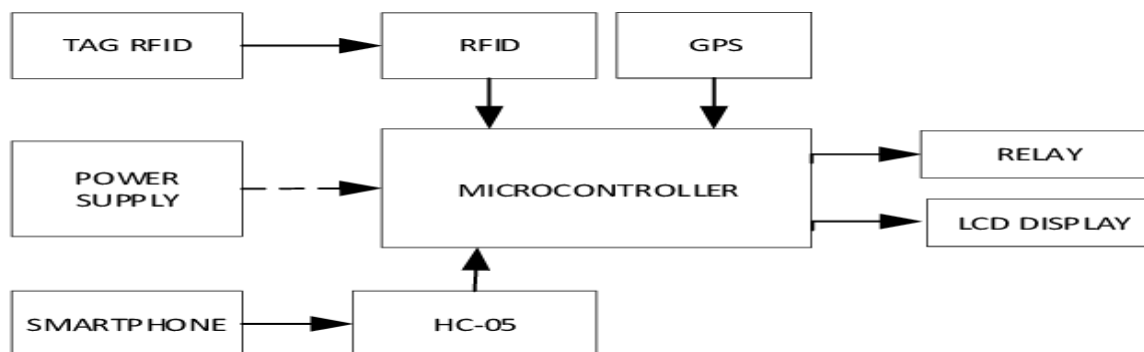 TAG RFID
RFID
GPS
POWER
SUPPLY
MICROCONTROLLER
RELAY
LCD DISPLAY
SMARTPHONE
HC-05